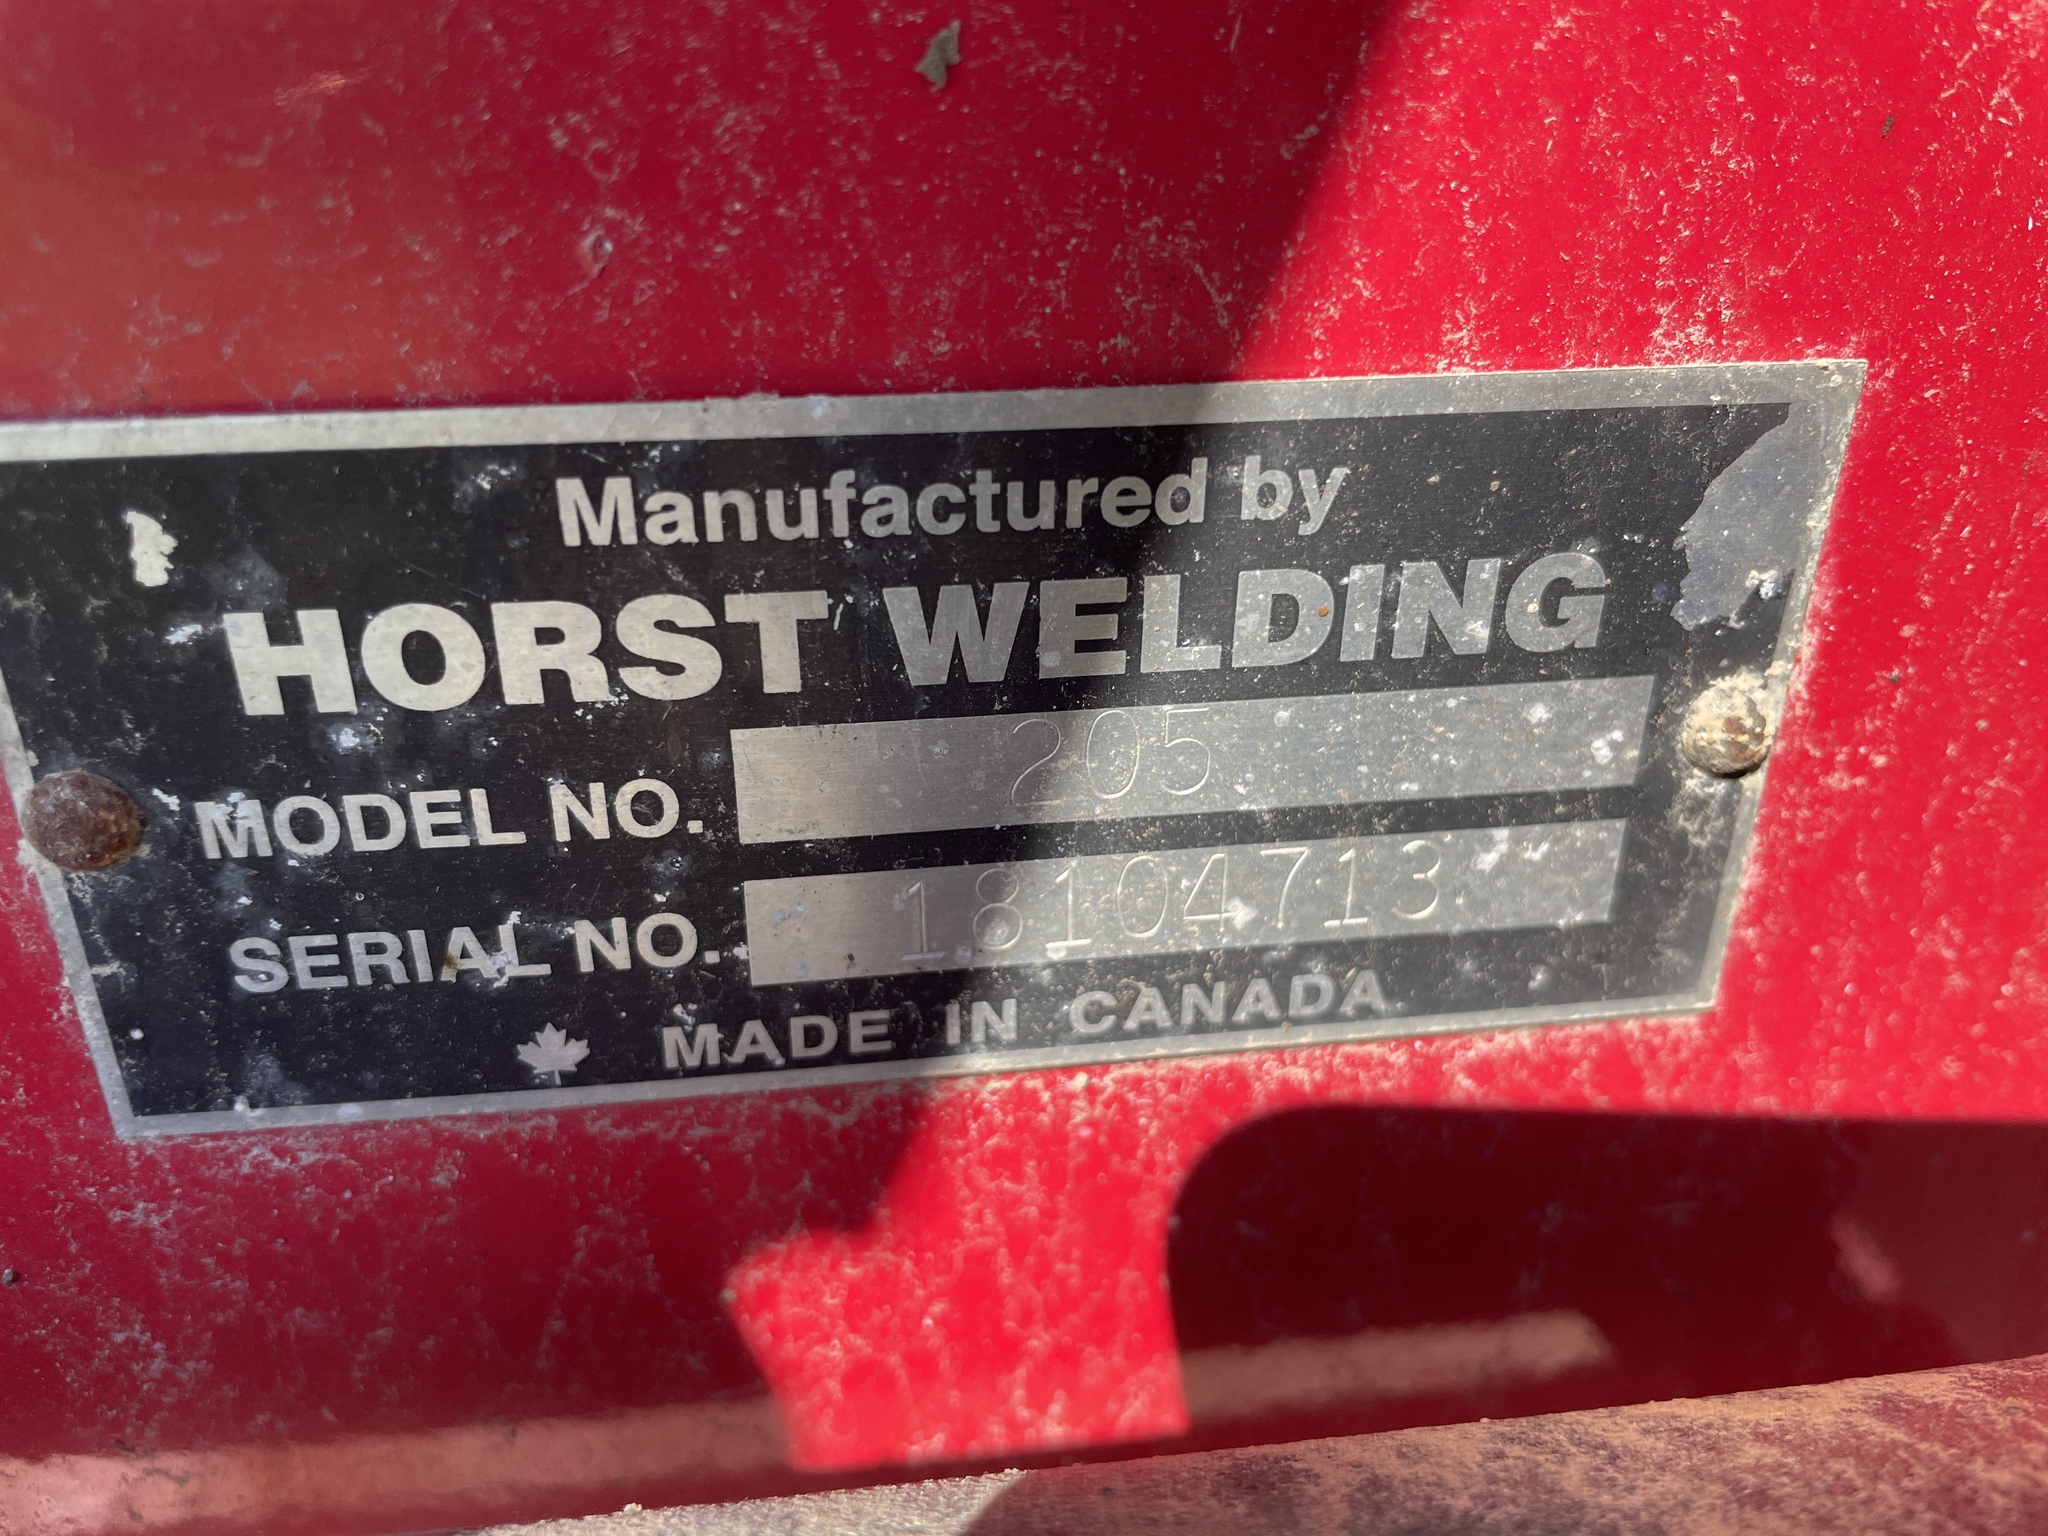 Manufactured by
HORST WELDING
MODEL NO. 205
SERIAL NO. 18104713
MADE IN CANADA